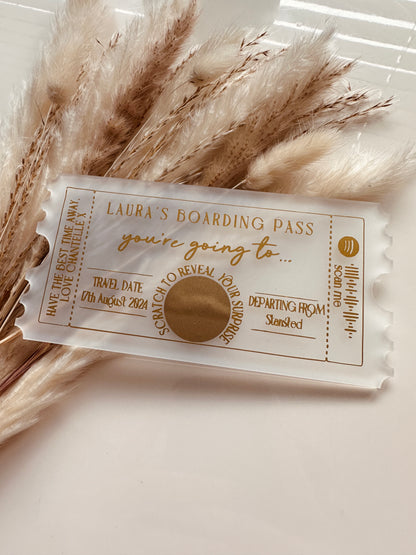 LAURA'S BOARDING PASS
you're going to...
HAVE THE BEST TIME AWAY,
LOVE CHANTELLE X
TRAVEL DATE
17th August 2024
SCRATCH TO REVEAL YOUR SURPRISE
DEPARTING FROM
Stansted
scan me